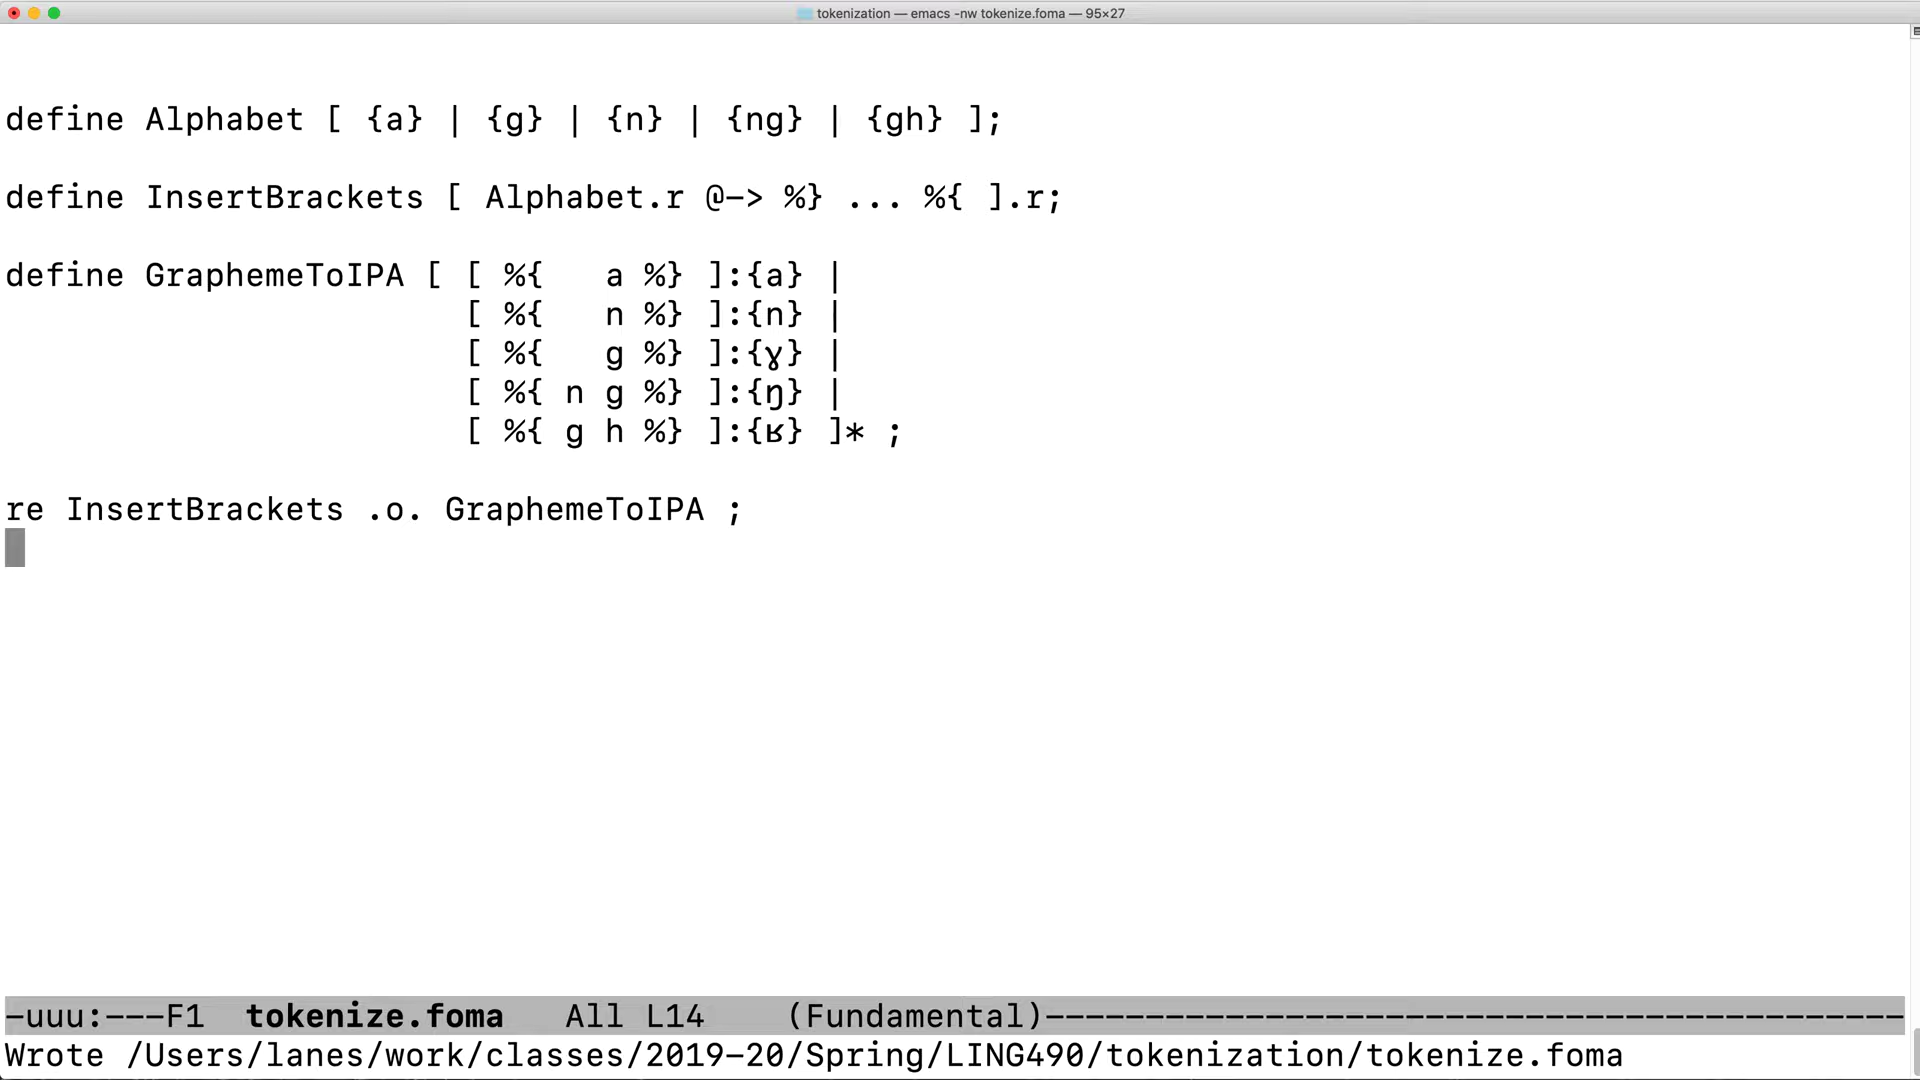 tokenization — emacs -nw tokenize.foma — 95×27
define Alphabet [ {a} | {g} | {n} | {ng} | {gh} ];
define InsertBrackets [ Alphabet.r @-> %} ... %{ ].r;
define GraphemeToIPA [ [ %{   a %} ]:{a} |
[ %{   n %} ]:{n} |
[ %{   g %} ]:{ɣ} |
[ %{ n g %} ]:{ŋ} |
[ %{ g h %} ]:{ʁ} ]* ;
re InsertBrackets .o. GraphemeToIPA ;
-uuu:---F1  tokenize.foma   All L14    (Fundamental)-------------------------------------------
Wrote /Users/lanes/work/classes/2019-20/Spring/LING490/tokenization/tokenize.foma